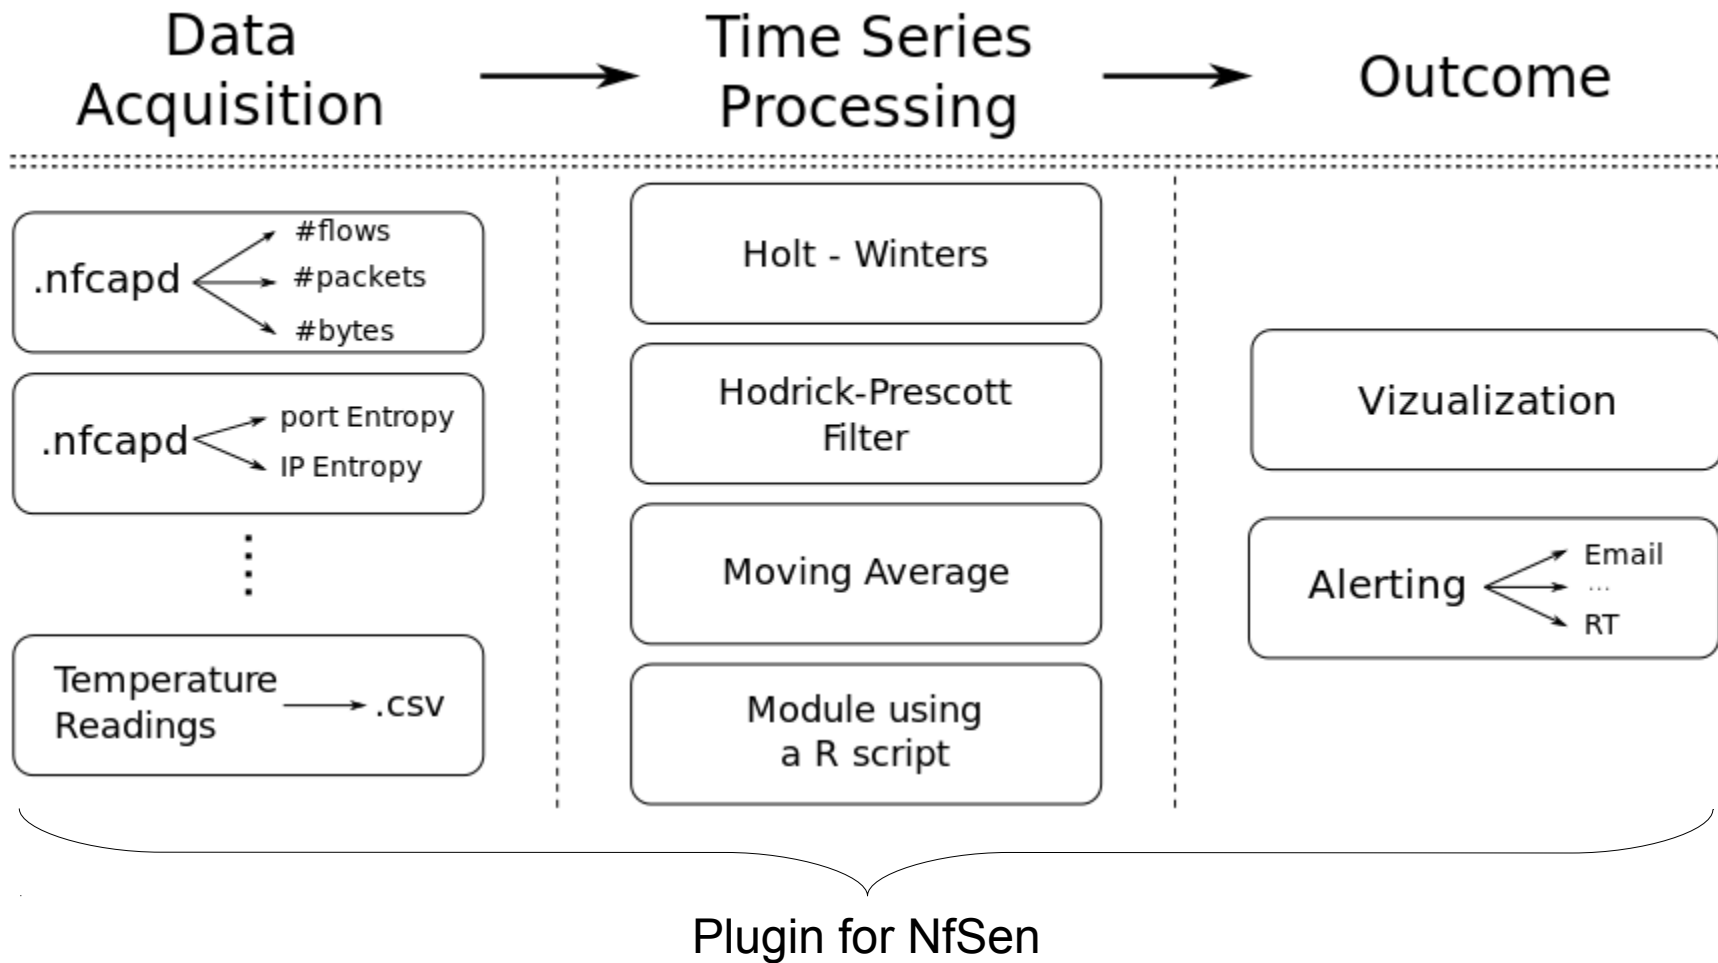 Data
Acquisition
Time Series
Processing
Outcome
.nfcapd
#flows
#packets
#bytes
.nfcapd
port Entropy
IP Entropy
Temperature
Readings
.csv
Holt - Winters
Hodrick-Prescott
Filter
Moving Average
Module using
a R script
Vizualization
Alerting
Email
...
RT
Plugin for NfSen